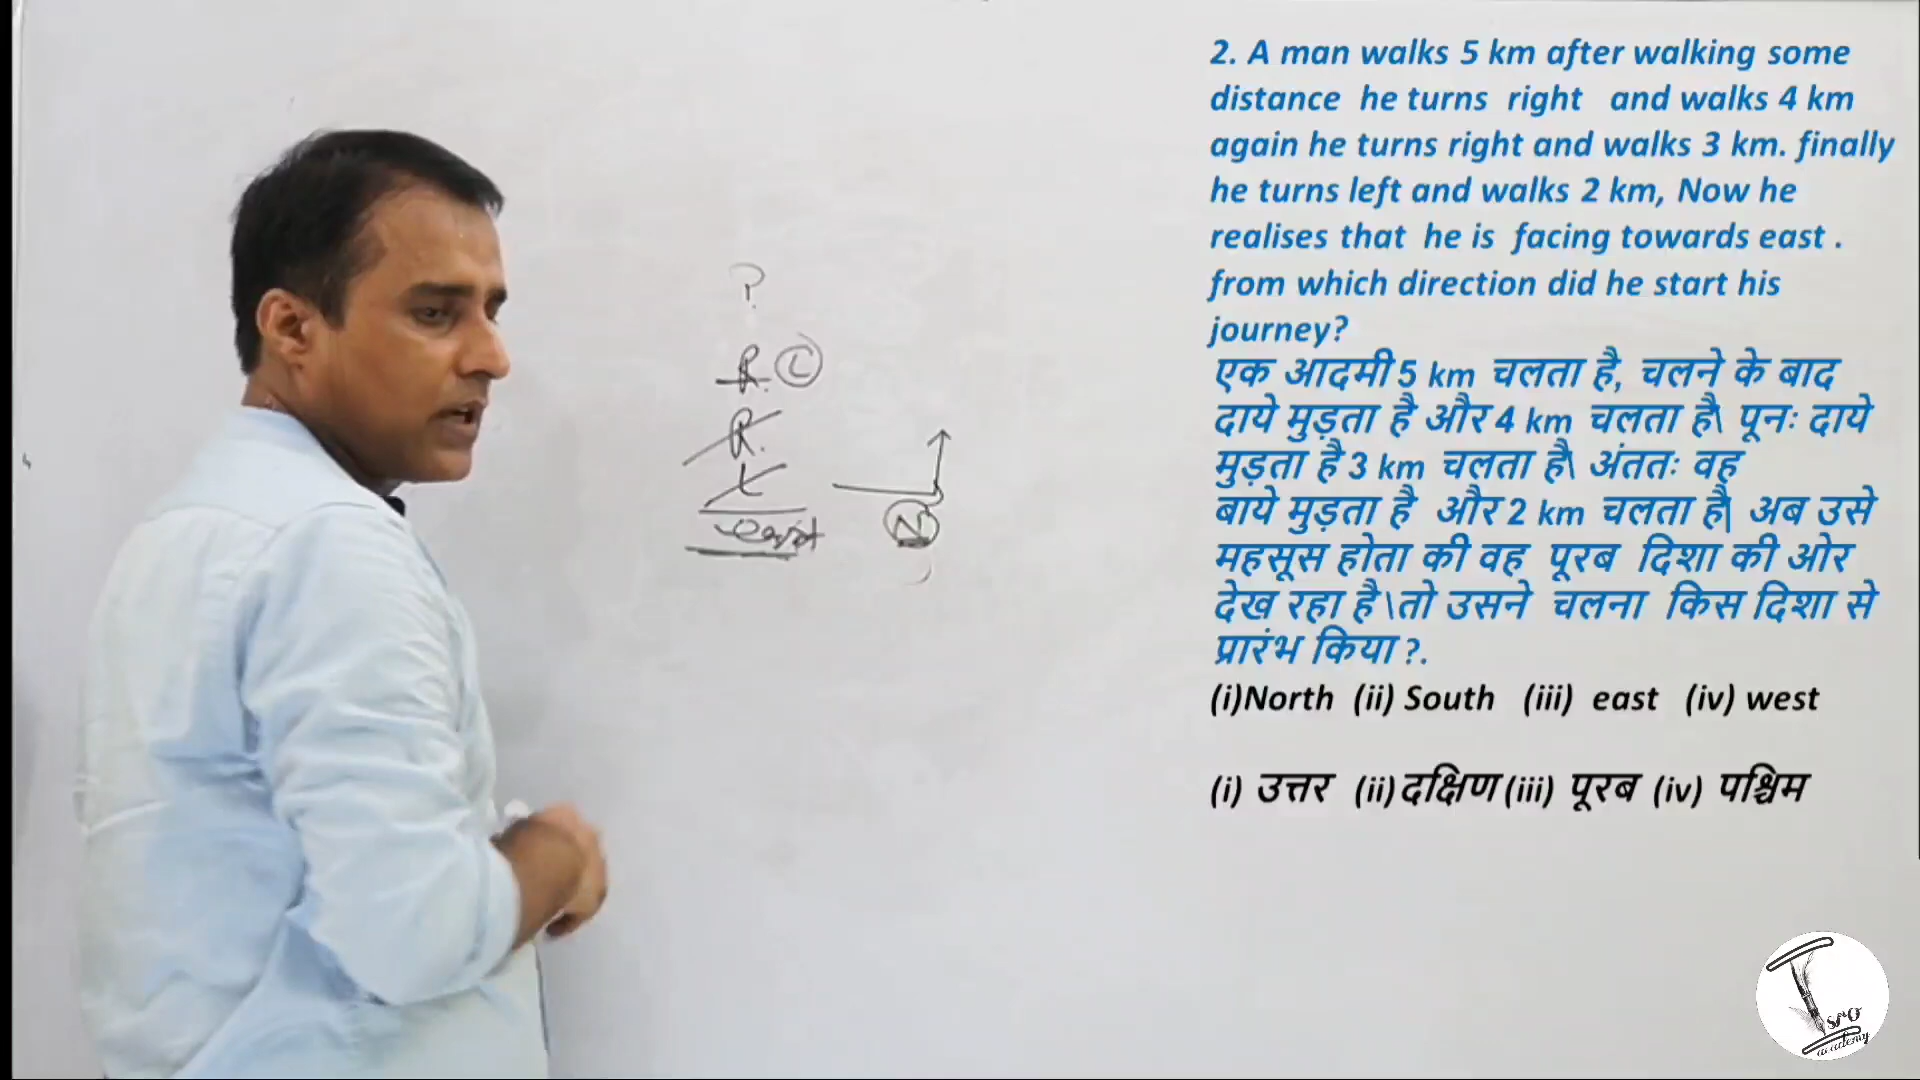 2. A man walks 5 km after walking some
distance he turns right and walks 4 km
again he turns right and walks 3 km. finally
he turns left and walks 2 km, Now he
realises that he is facing towards east .
from which direction did he start his
journey?
एक आदमी 5 km चलता है, चलने के बाद
दाये मुड़ता है और 4 km चलता है\ पूनः दाये
मुड़ता है 3 km चलता है\ अंततः वह
बाये मुड़ता है और 2 km चलता है| अब उसे
महसूस होता की वह पूरब दिशा की ओर
देख रहा है\तो उसने चलना किस दिशा से
प्रारंभ किया ?.
(i)North (ii) South (iii) east (iv) west
(i) उत्तर (ii) दक्षिण (iii) पूरब (iv) पश्चिम
?
R. L
R.
L
east N
Isro
academy